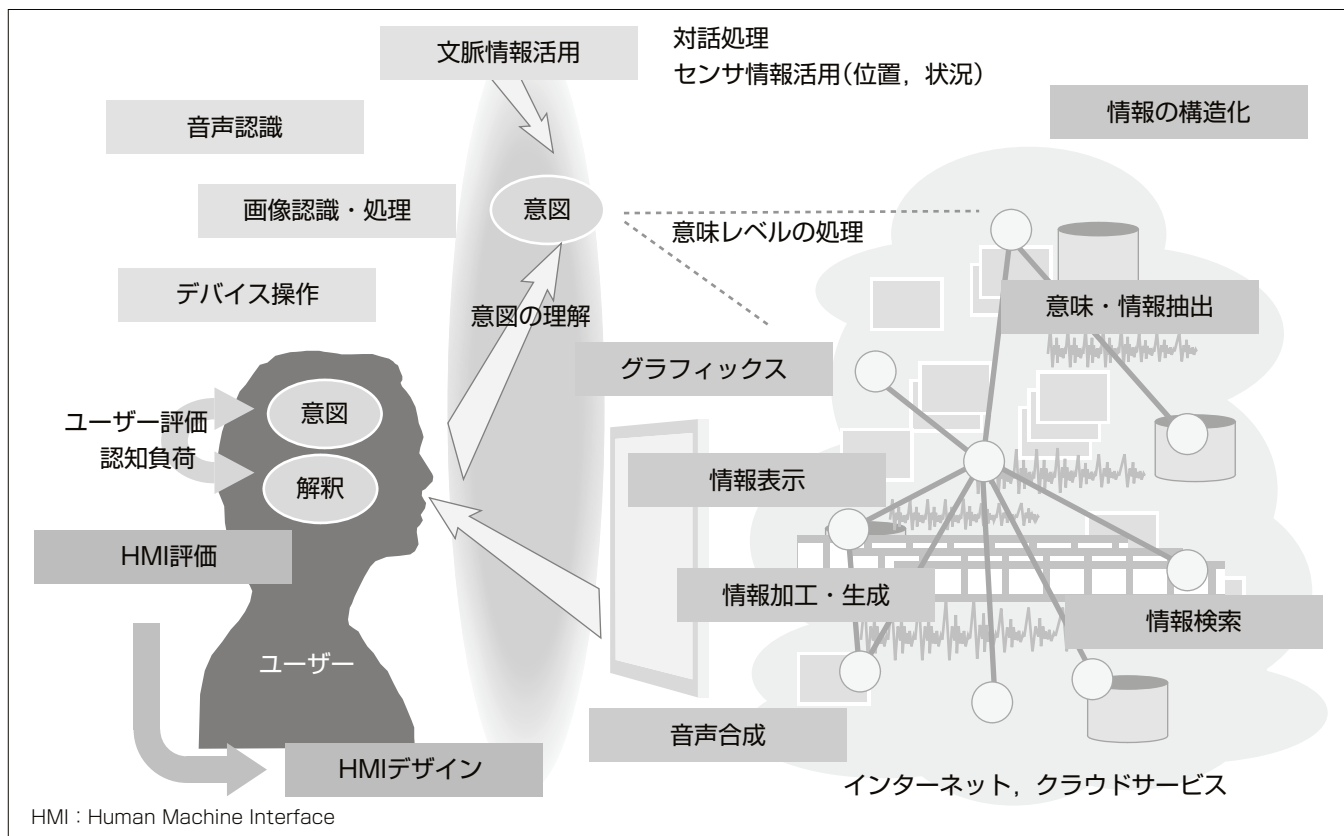 文脈情報活用
対話処理
センサ情報活用(位置，状況)
音声認識
情報の構造化
画像認識・処理
意図
意味レベルの処理
デバイス操作
意図の理解
意味・情報抽出
グラフィックス
ユーザー評価
認知負荷
意図
解釈
情報表示
HMI評価
情報加工・生成
情報検索
ユーザー
音声合成
HMIデザイン
インターネット，クラウドサービス
HMI：Human Machine Interface